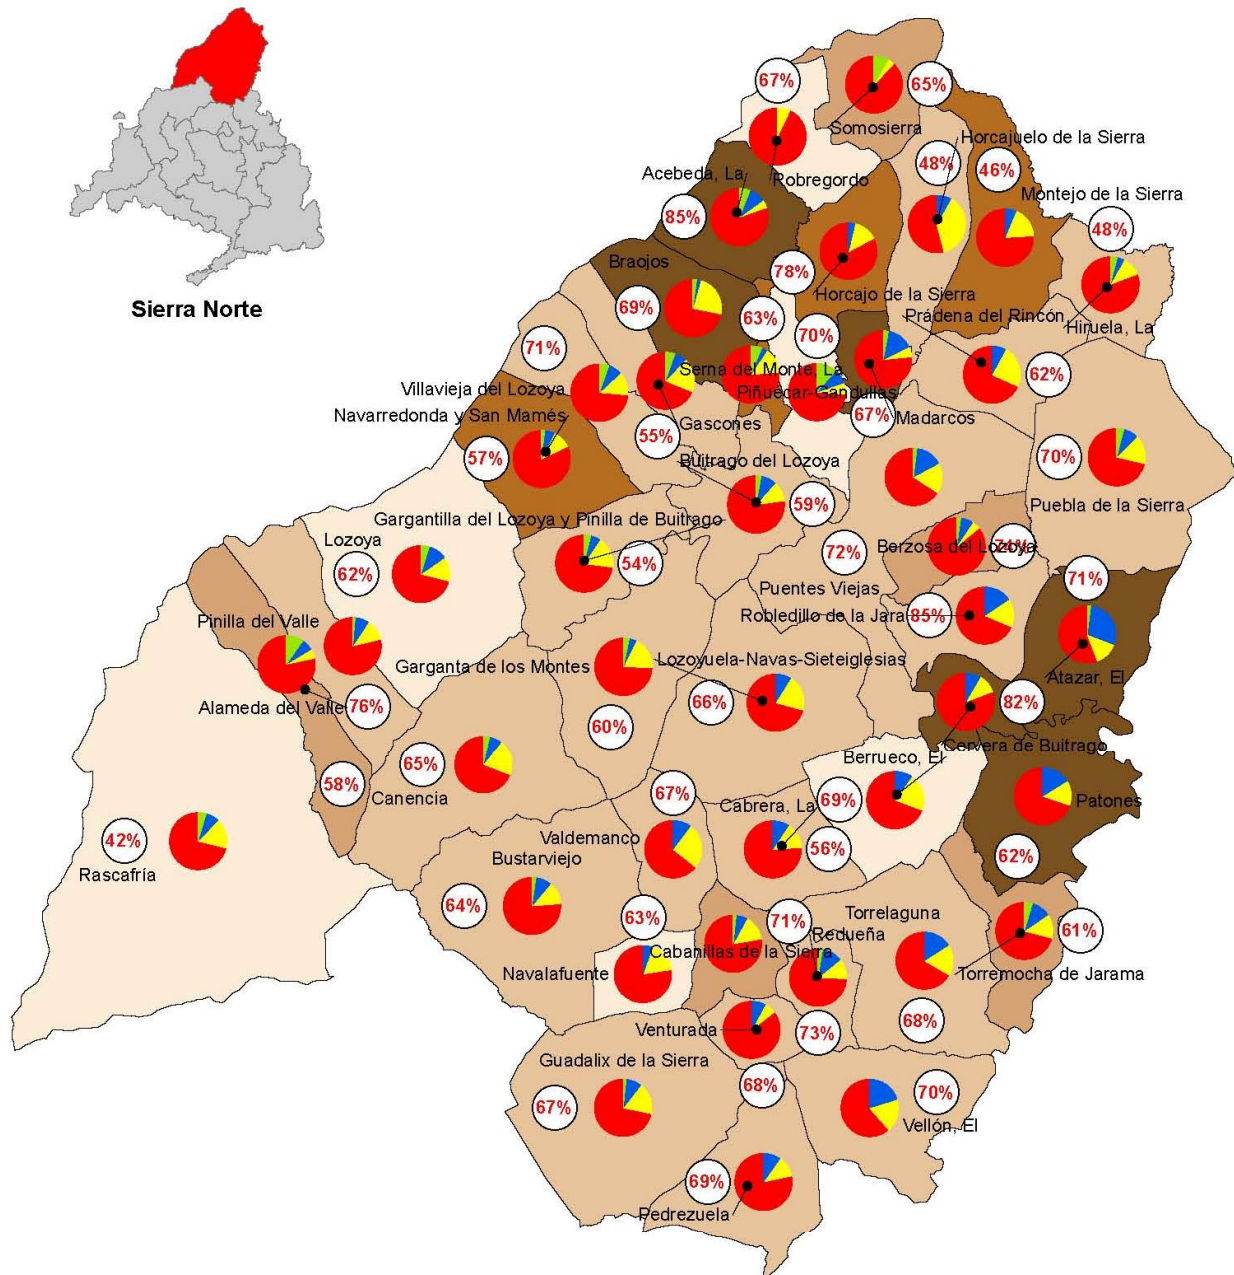 67%
65%
Somosierra
Horcajuelo de la Sierra
48%
46%
Robregordo
Acebeda, La
Montejo de la Sierra
85%
48%
Braojos
78%
Horcajo de la Sierra
Sierra Norte
69%
63%
Prádena del Rincón
Hiruela, La
70%
71%
Serna del Monte, La
62%
Villavieja del Lozoya
Piñuécar-Gandullas
Navarredonda y San Mamés
67%
Madarcos
Gascones
55%
57%
Buitrago del Lozoya
70%
59%
Puebla de la Sierra
Gargantilla del Lozoya y Pinilla de Buitrago
Lozoya
72%
Berzosa del Lozoya
74%
54%
62%
71%
Puentes Viejas
Robledillo de la Jara
85%
Pinilla del Valle
Garganta de los Montes
Lozoyuela-Navas-Sieteiglesias
Atazar, El
Alameda del Valle
76%
66%
82%
60%
Cervera de Buitrago
Berrueco, El
65%
58%
Canencia
67%
Cabrera, La
69%
Patones
42%
Valdemanco
56%
Rascafría
Bustarviejo
62%
64%
63%
71%
Torrelaguna
61%
Redueña
Cabanillas de la Sierra
Navalafuente
Torremocha de Jarama
68%
Venturada
73%
Guadalix de la Sierra
68%
70%
67%
Vellón, El
69%
Pedrezuela